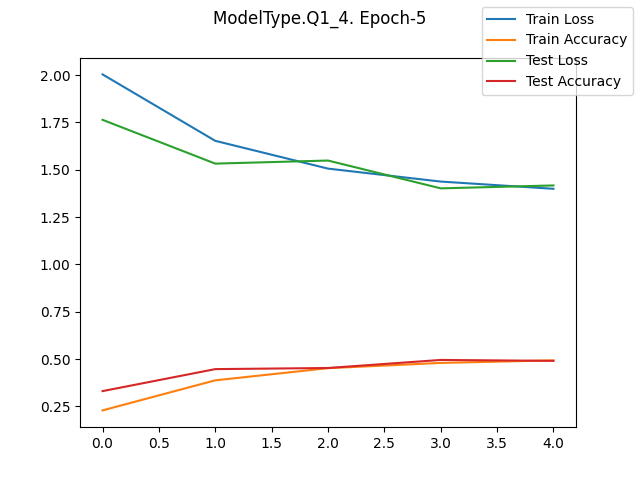 ModelType.Q1_4. Epoch-5
Train Loss
Train Accuracy
Test Loss
Test Accuracy
2.00
1.75
1.50
1.25
1.00
0.75
0.50
0.25
0.0 0.5 1.0 1.5 2.0 2.5 3.0 3.5 4.0